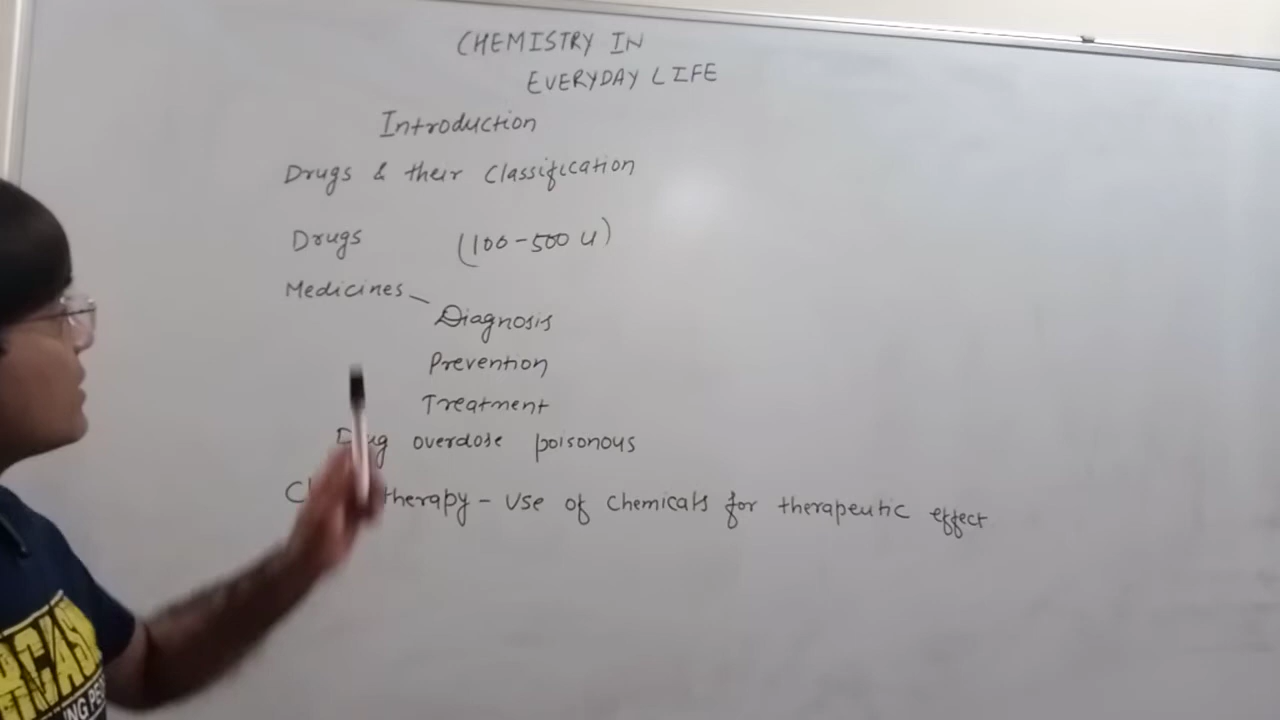 CHEMISTRY IN
EVERYDAY LIFE
Introduction
Drugs & their Classification
Drugs (100-500 u)
Medicines
Diagnosis
Prevention
Treatment
Drug overdose poisonous
therapy - Use of Chemicals for therapeutic effect